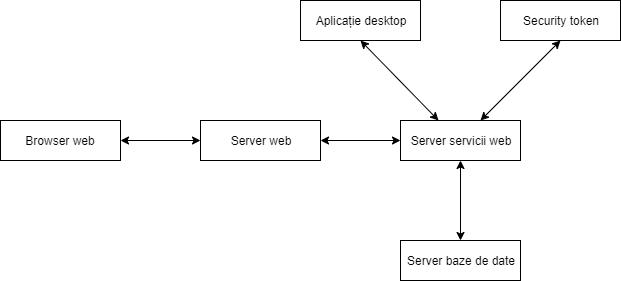 Aplicație desktop
Security token
Browser web
Server web
Server servicii web
Server baze de date